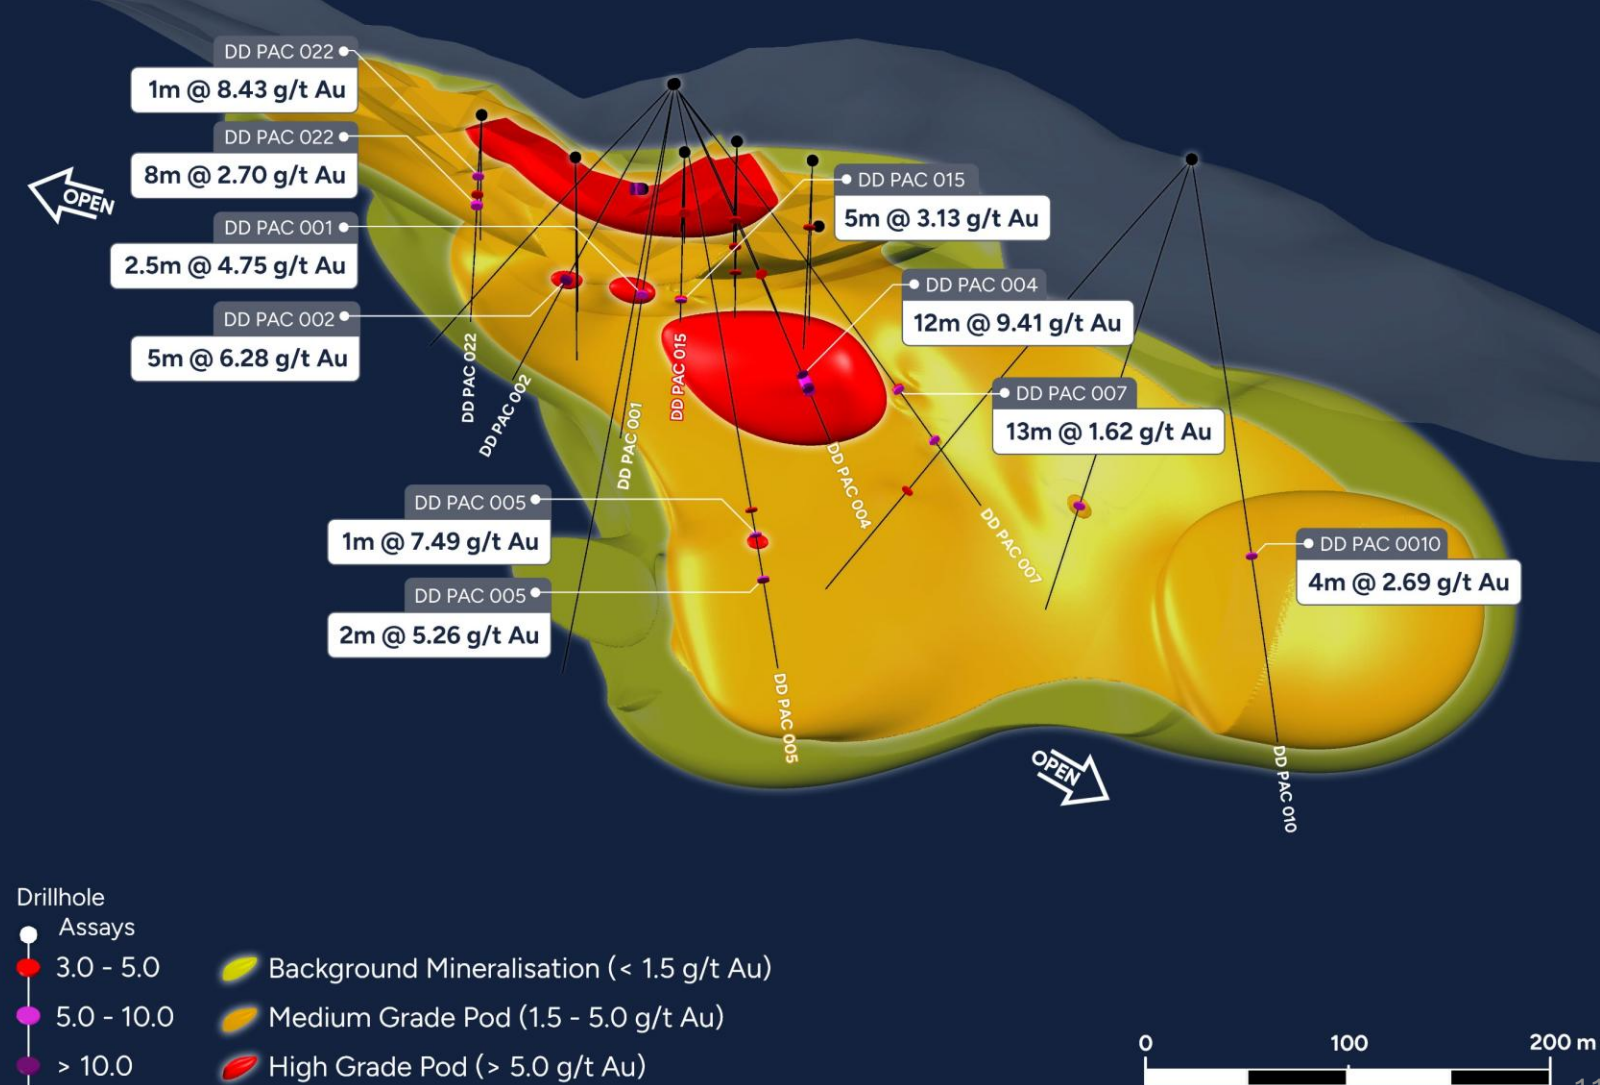 DD PAC 022
1m @ 8.43 g/t Au
DD PAC 022
8m @ 2.70 g/t Au
OPEN
DD PAC 015
5m @ 3.13 g/t Au
DD PAC 001
2.5m @ 4.75 g/t Au
DD PAC 004
12m @ 9.41 g/t Au
DD PAC 002
5m @ 6.28 g/t Au
DD PAC 022
DD PAC 002
DD PAC 001
DD PAC 015
DD PAC 007
13m @ 1.62 g/t Au
DD PAC 004
DD PAC 007
DD PAC 005
1m @ 7.49 g/t Au
DD PAC 0010
4m @ 2.69 g/t Au
DD PAC 005
2m @ 5.26 g/t Au
DD PAC 005
OPEN
DD PAC 010
Drillhole
Assays
3.0 - 5.0
5.0 - 10.0
> 10.0
Background Mineralisation (< 1.5 g/t Au)
Medium Grade Pod (1.5 - 5.0 g/t Au)
High Grade Pod (> 5.0 g/t Au)
0 100 200 m